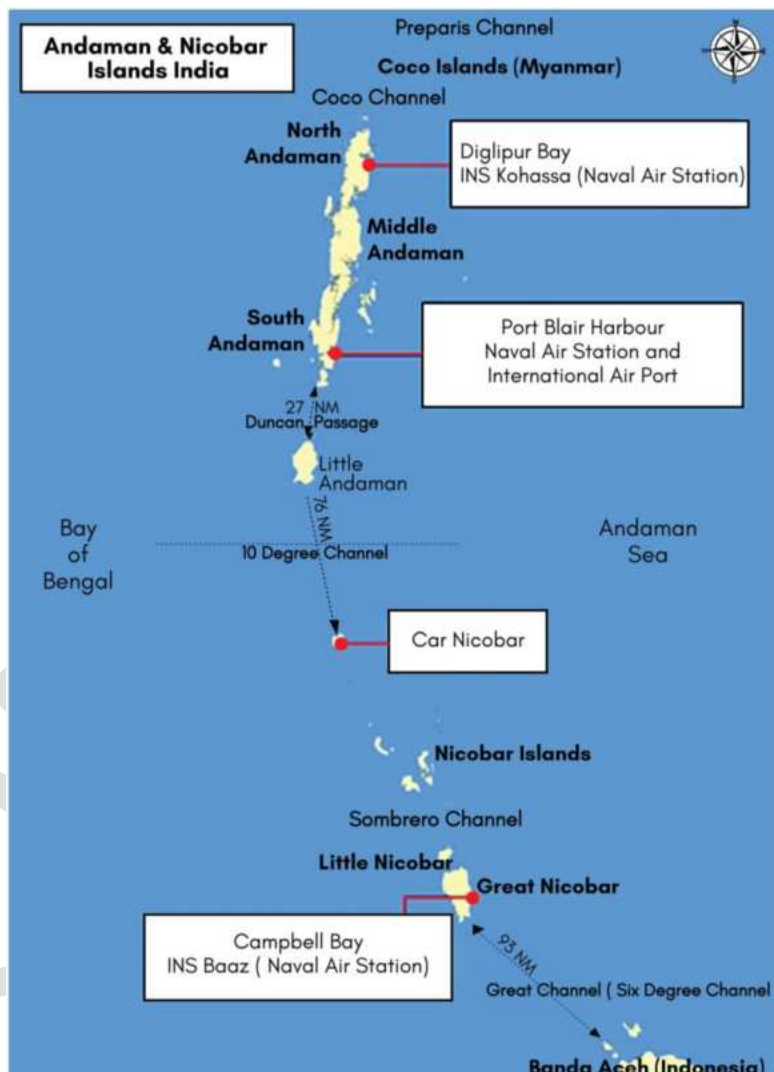 Andaman & Nicobar
Islands India
Preparis Channel
Coco Islands (Myanmar)
Coco Channel
North
Andaman
Diglipur Bay
INS Kohassa (Naval Air Station)
Middle
Andaman
South
Andaman
Port Blair Harbour
Naval Air Station and
International Air Port
27 NM
Duncan Passage
Little
Andaman
76 NM
Bay
of
Bengal
10 Degree Channel
Andaman
Sea
Car Nicobar
Nicobar Islands
Sombrero Channel
Little Nicobar
Great Nicobar
Campbell Bay
INS Baaz ( Naval Air Station)
93 NM
Great Channel ( Six Degree Channel
Banda Aceh (Indonesia)